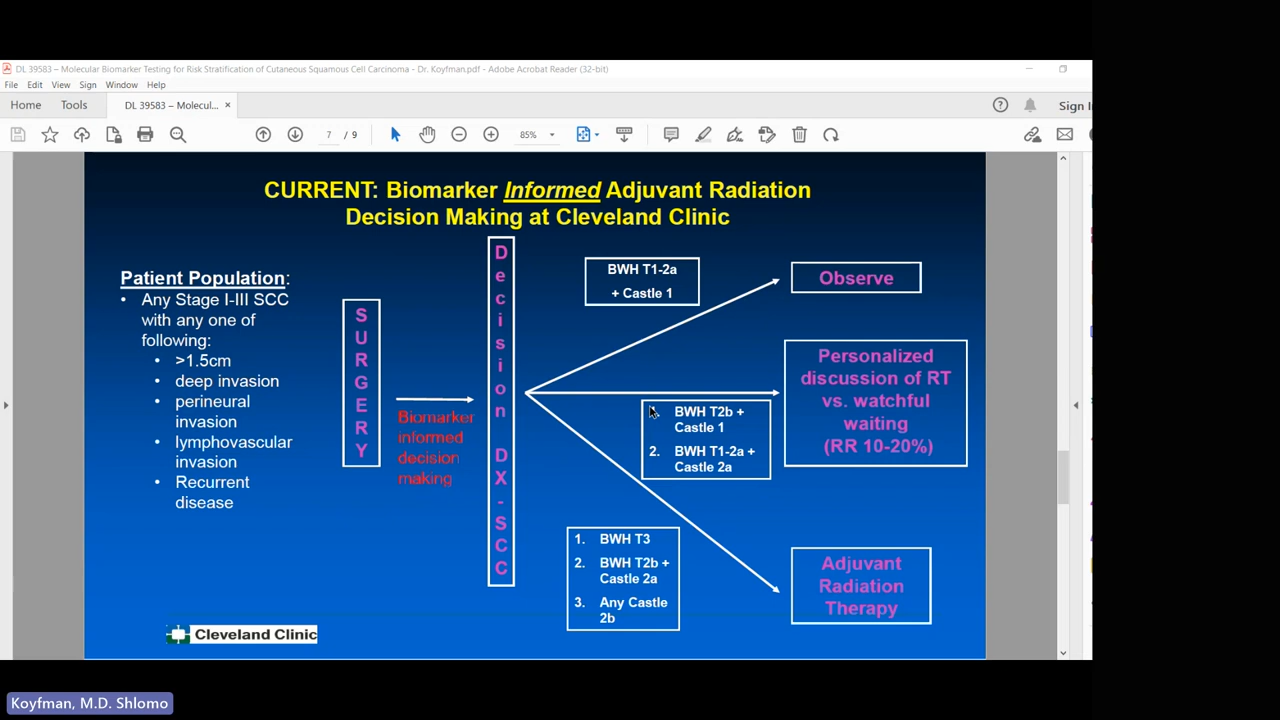 DL 39583 – Molecular Biomarker Testing for Risk Stratification of Cutaneous Squamous Cell Carcinoma - Dr. Koyfman.pdf - Adobe Acrobat Reader (32-bit)
File Edit View Sign Window Help
Home Tools DL 39583 – Molecul... × Sign I
7 / 9 85%
CURRENT: Biomarker Informed Adjuvant Radiation
Decision Making at Cleveland Clinic
Patient Population:
• Any Stage I-III SCC
with any one of
following:
• >1.5cm
• deep invasion
• perineural
invasion
• lymphovascular
invasion
• Recurrent
disease
SURGERY
Biomarker
informed
decision
making
Decision DX-SCC
BWH T1-2a
+ Castle 1
Observe
1. BWH T2b +
Castle 1
2. BWH T1-2a +
Castle 2a
Personalized
discussion of RT
vs. watchful
waiting
(RR 10-20%)
1. BWH T3
2. BWH T2b +
Castle 2a
3. Any Castle
2b
Adjuvant
Radiation
Therapy
Cleveland Clinic
Koyfman, M.D. Shlomo